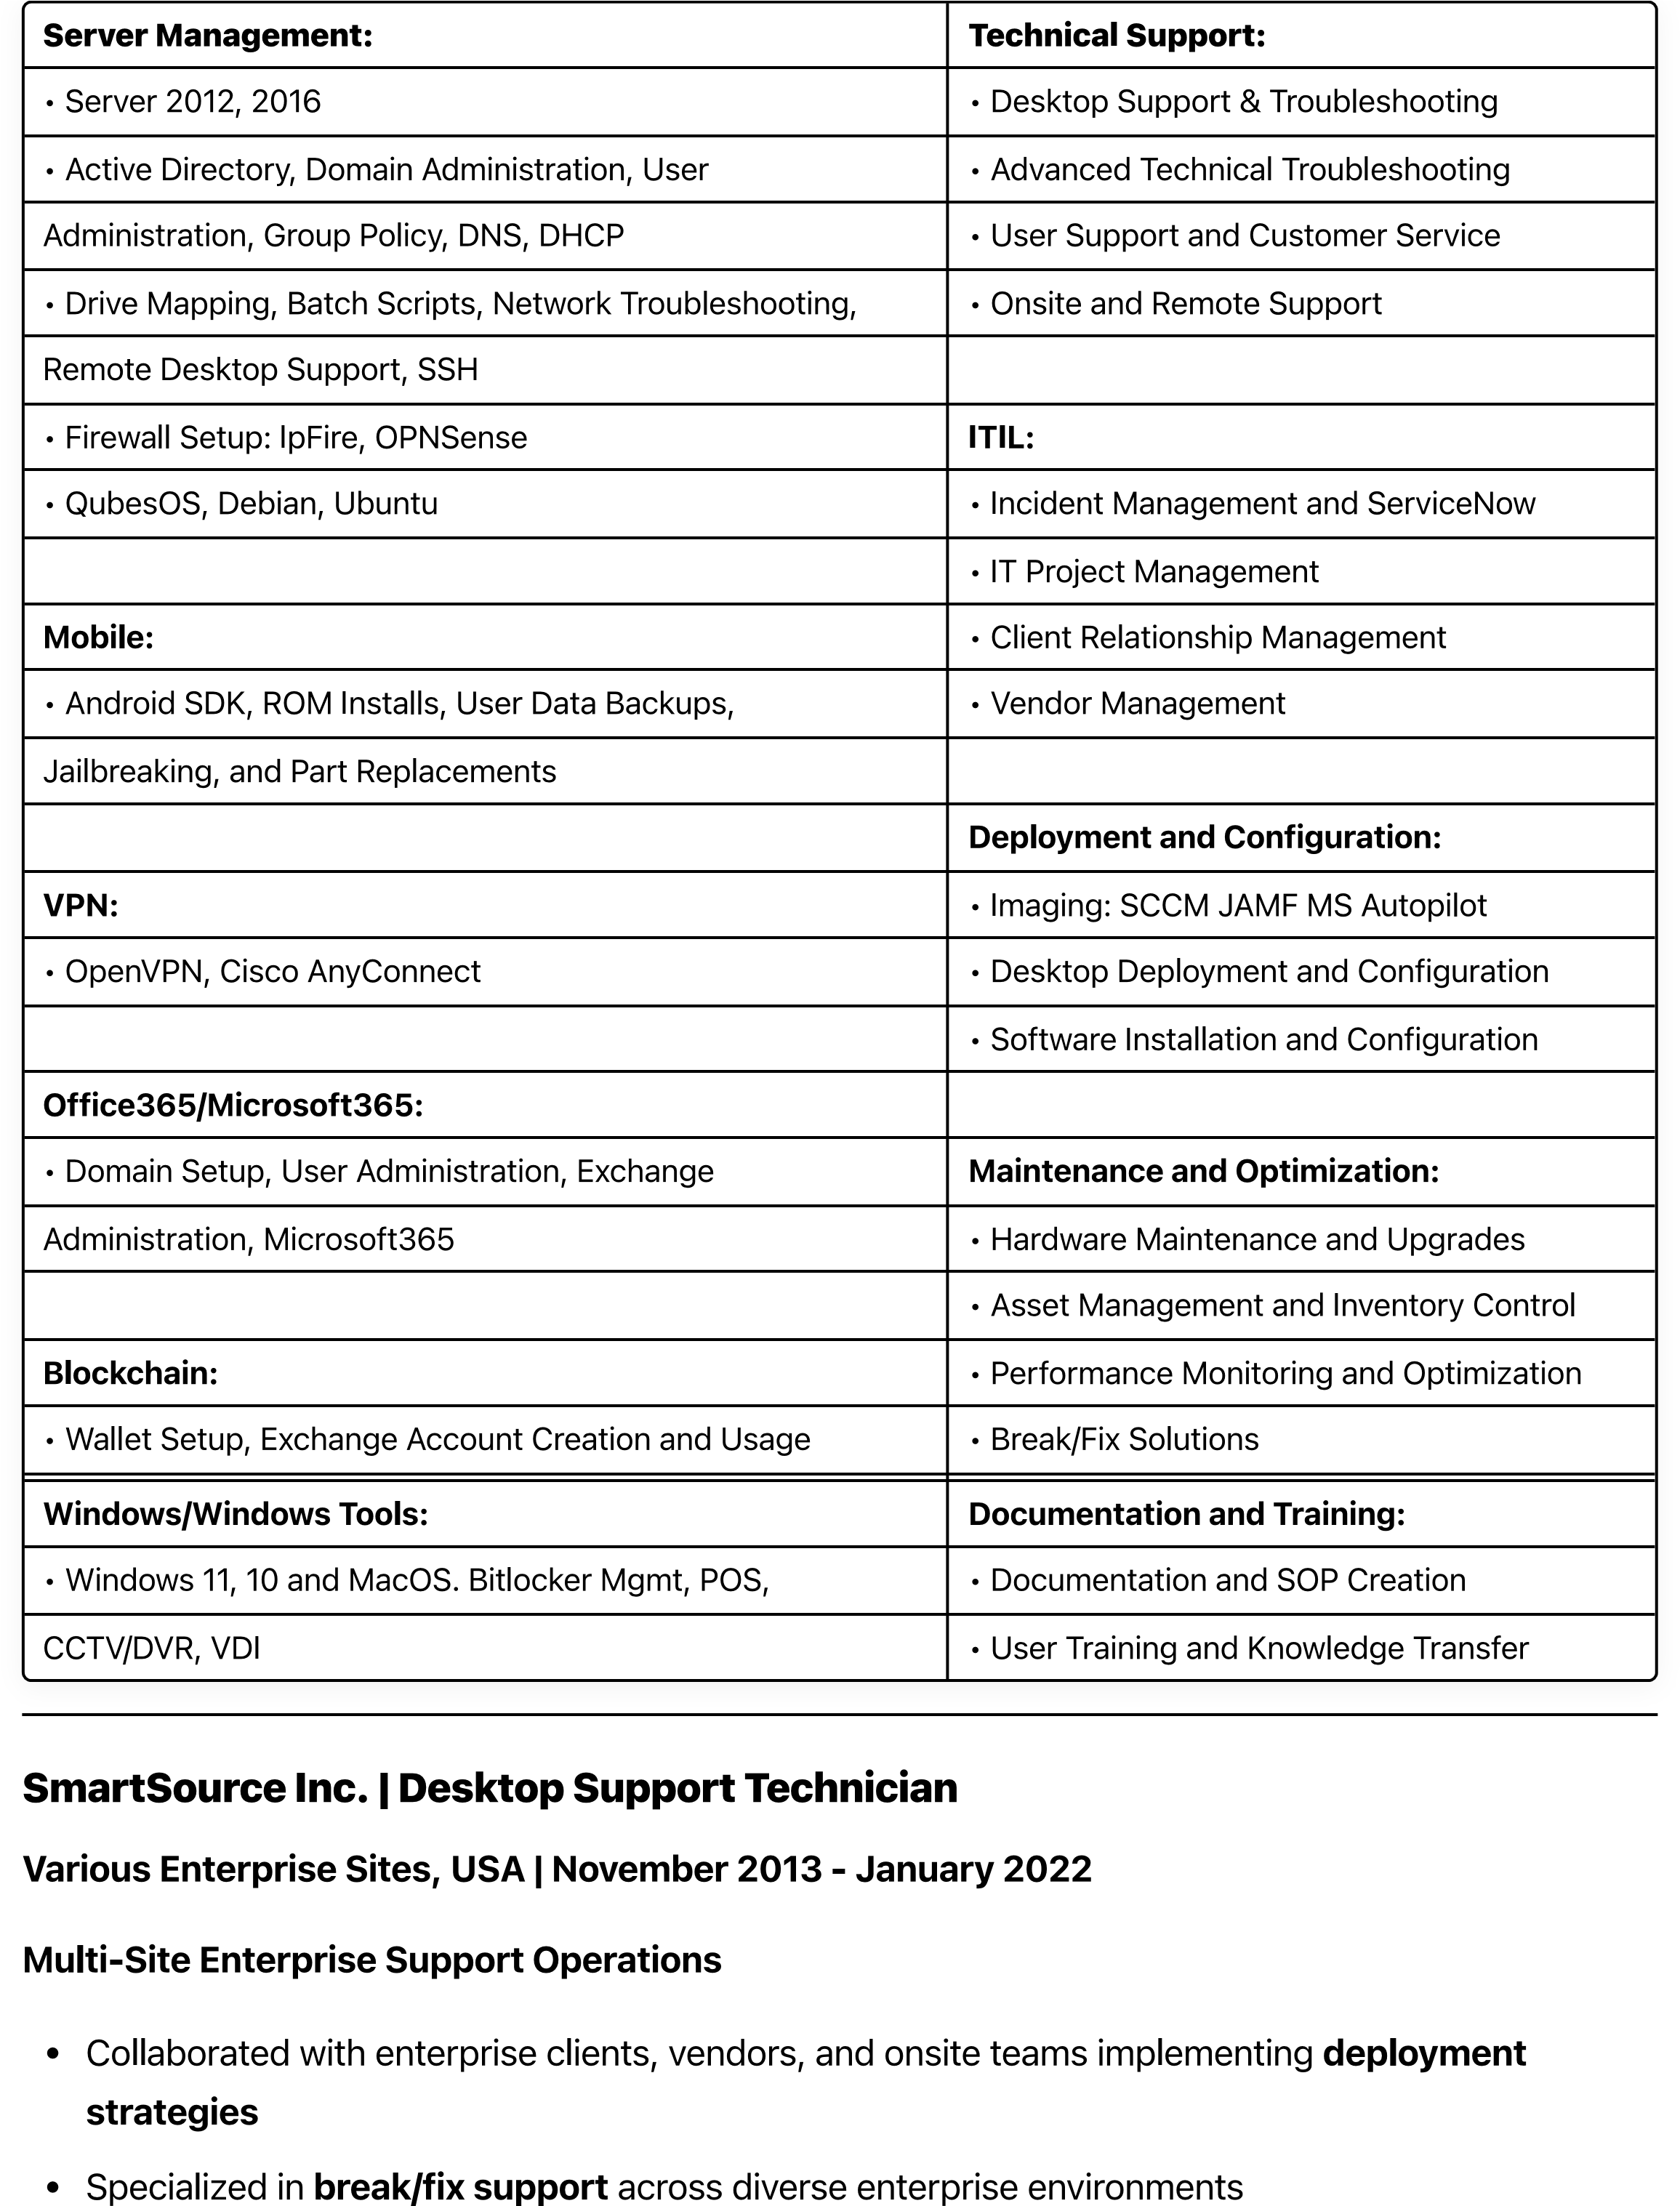 Server Management: Technical Support:
• Server 2012, 2016 • Desktop Support & Troubleshooting
• Active Directory, Domain Administration, User • Advanced Technical Troubleshooting
Administration, Group Policy, DNS, DHCP • User Support and Customer Service
• Drive Mapping, Batch Scripts, Network Troubleshooting, • Onsite and Remote Support
Remote Desktop Support, SSH
• Firewall Setup: IpFire, OPNSense ITIL:
• QubesOS, Debian, Ubuntu • Incident Management and ServiceNow
• IT Project Management
Mobile: • Client Relationship Management
• Android SDK, ROM Installs, User Data Backups, • Vendor Management
Jailbreaking, and Part Replacements
Deployment and Configuration:
VPN: • Imaging: SCCM JAMF MS Autopilot
• OpenVPN, Cisco AnyConnect • Desktop Deployment and Configuration
• Software Installation and Configuration
Office365/Microsoft365:
• Domain Setup, User Administration, Exchange Maintenance and Optimization:
Administration, Microsoft365 • Hardware Maintenance and Upgrades
• Asset Management and Inventory Control
Blockchain: • Performance Monitoring and Optimization
• Wallet Setup, Exchange Account Creation and Usage • Break/Fix Solutions
Windows/Windows Tools: Documentation and Training:
• Windows 11, 10 and MacOS. Bitlocker Mgmt, POS, • Documentation and SOP Creation
CCTV/DVR, VDI • User Training and Knowledge Transfer
SmartSource Inc. | Desktop Support Technician
Various Enterprise Sites, USA | November 2013 - January 2022
Multi-Site Enterprise Support Operations
• Collaborated with enterprise clients, vendors, and onsite teams implementing deployment
strategies
• Specialized in break/fix support across diverse enterprise environments